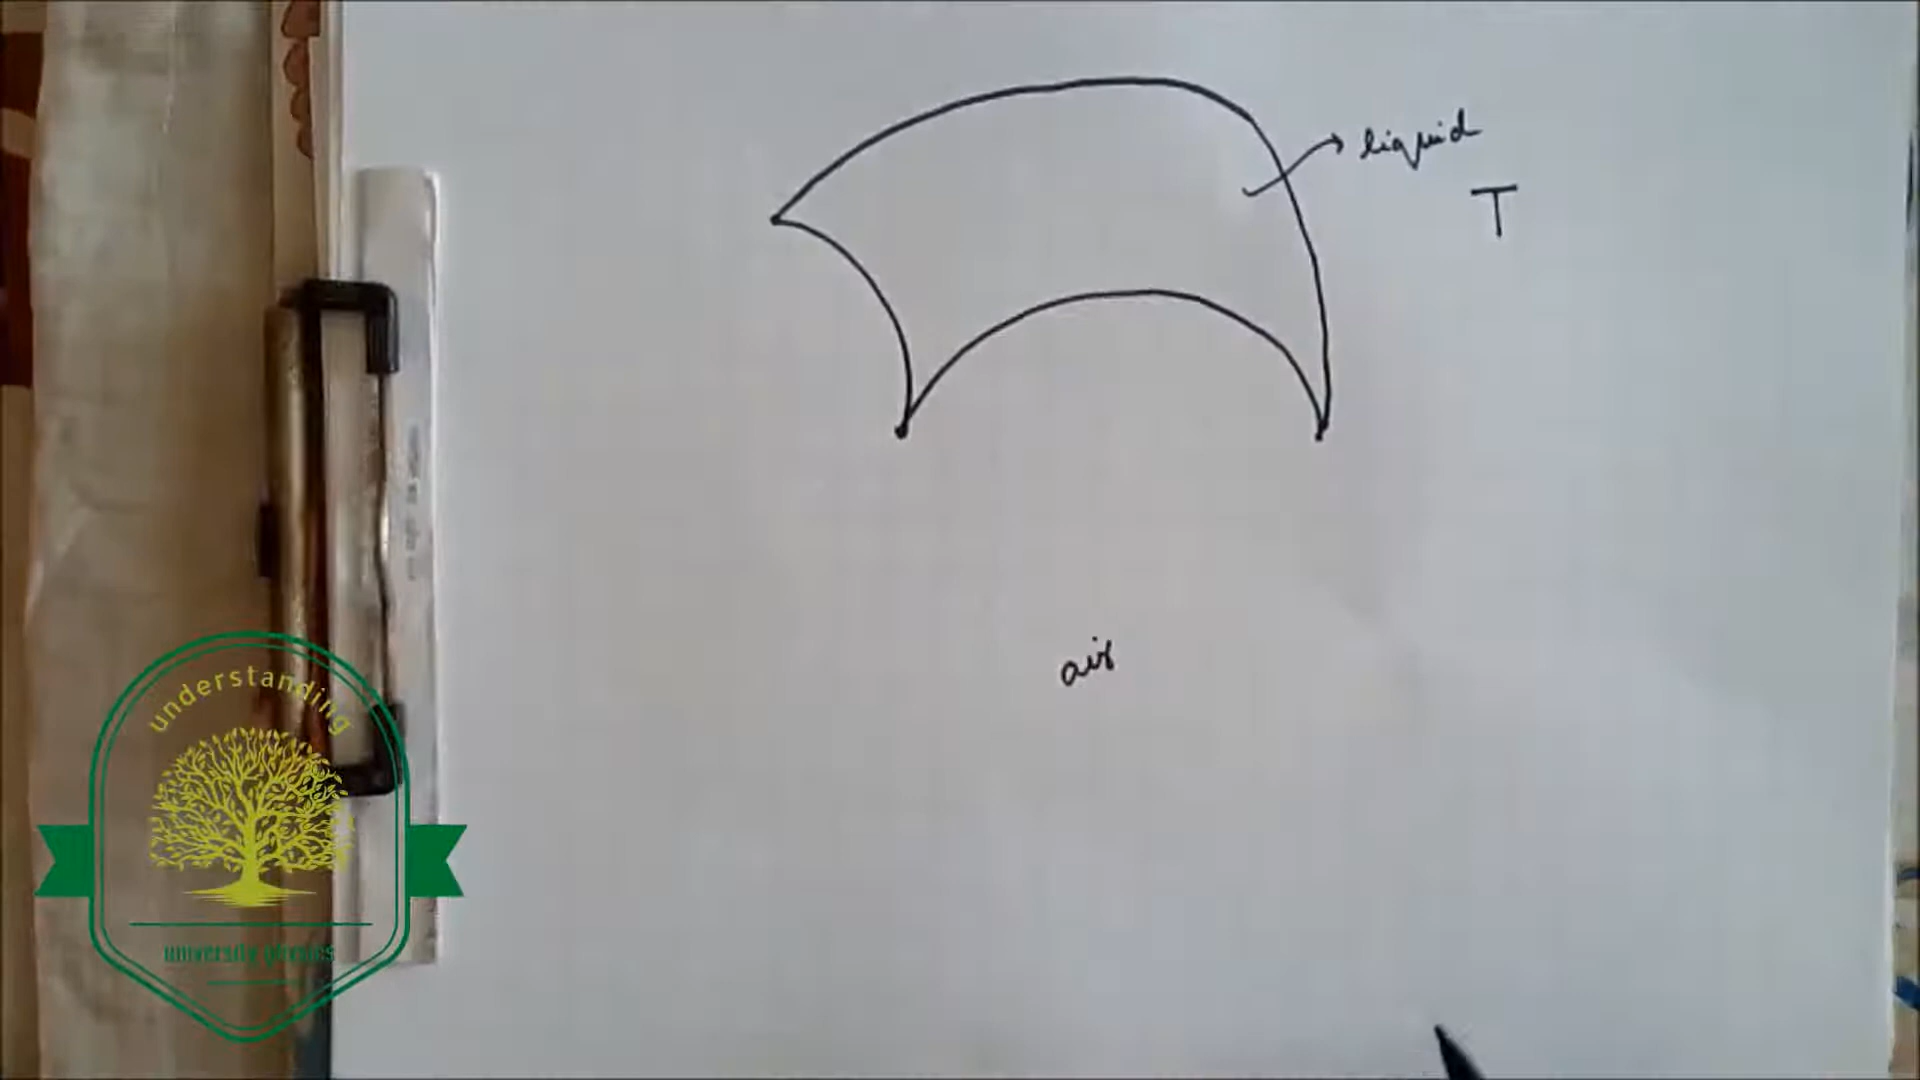 liquid
T
air
understanding
university physics